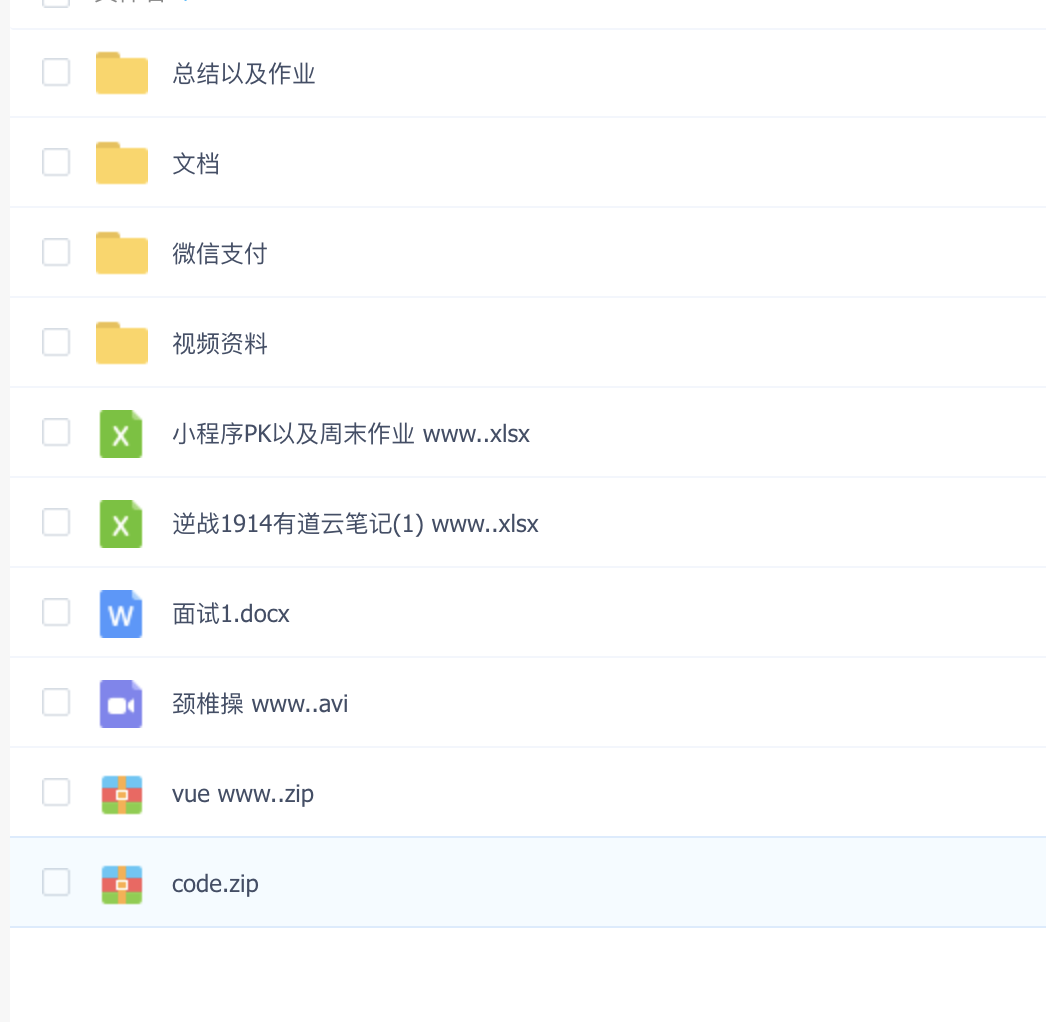 总结以及作业
文档
微信支付
视频资料
小程序PK以及周末作业 www..xlsx
逆战1914有道云笔记(1) www..xlsx
面试1.docx
颈椎操 www..avi
vue www..zip
code.zip